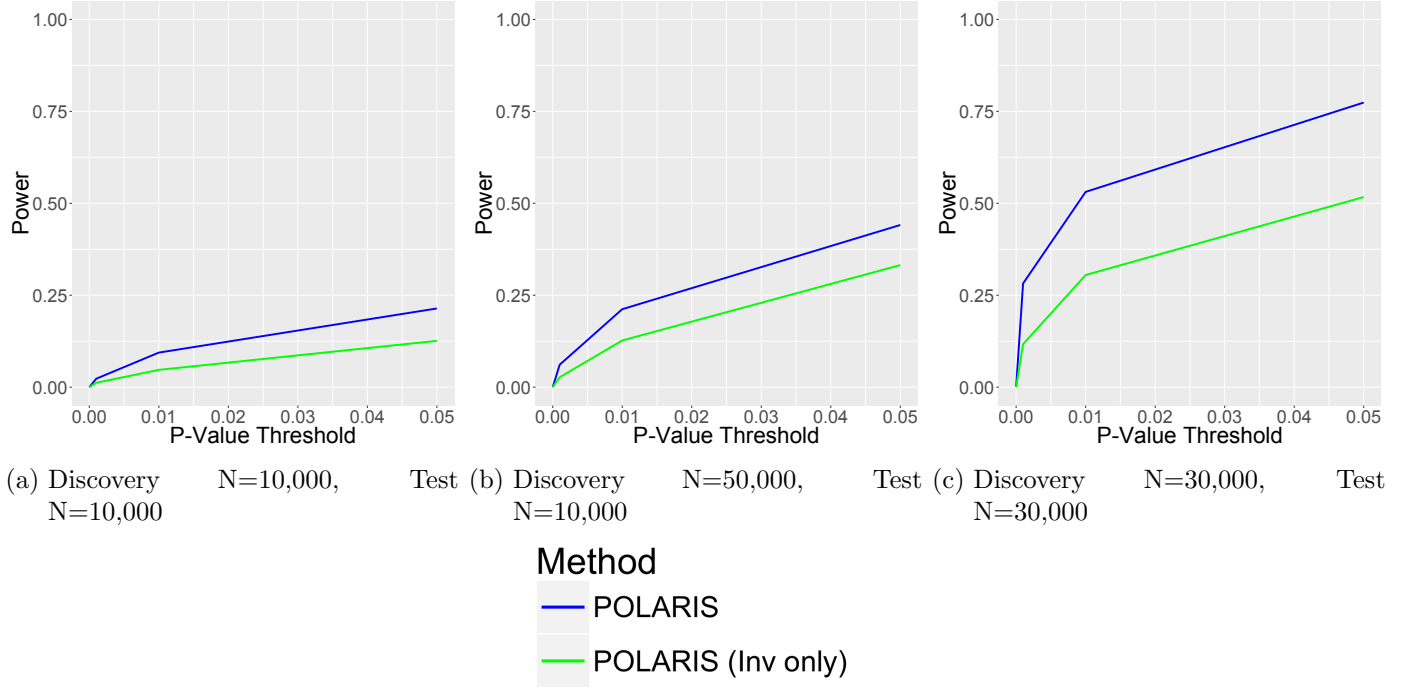 1.00
0.75
0.50
0.25
0.00
Power
0.00 0.01 0.02 0.03 0.04 0.05
P-Value Threshold
(a) Discovery N=10,000, Test
N=10,000
1.00
0.75
0.50
0.25
0.00
Power
0.00 0.01 0.02 0.03 0.04 0.05
P-Value Threshold
(b) Discovery N=50,000, Test
N=10,000
1.00
0.75
0.50
0.25
0.00
Power
0.00 0.01 0.02 0.03 0.04 0.05
P-Value Threshold
(c) Discovery N=30,000, Test
N=30,000
Method
POLARIS
POLARIS (Inv only)